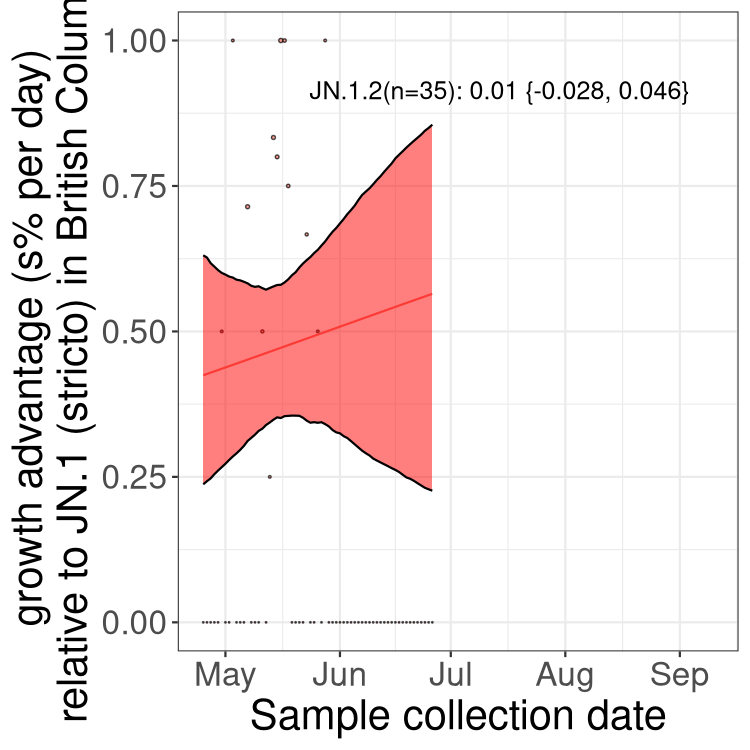 growth advantage (s% per day)
relative to JN.1 (stricto) in British Colum
1.00
0.75
0.50
0.25
0.00
JN.1.2(n=35): 0.01 {-0.028, 0.046}
May Jun Jul Aug Sep
Sample collection date